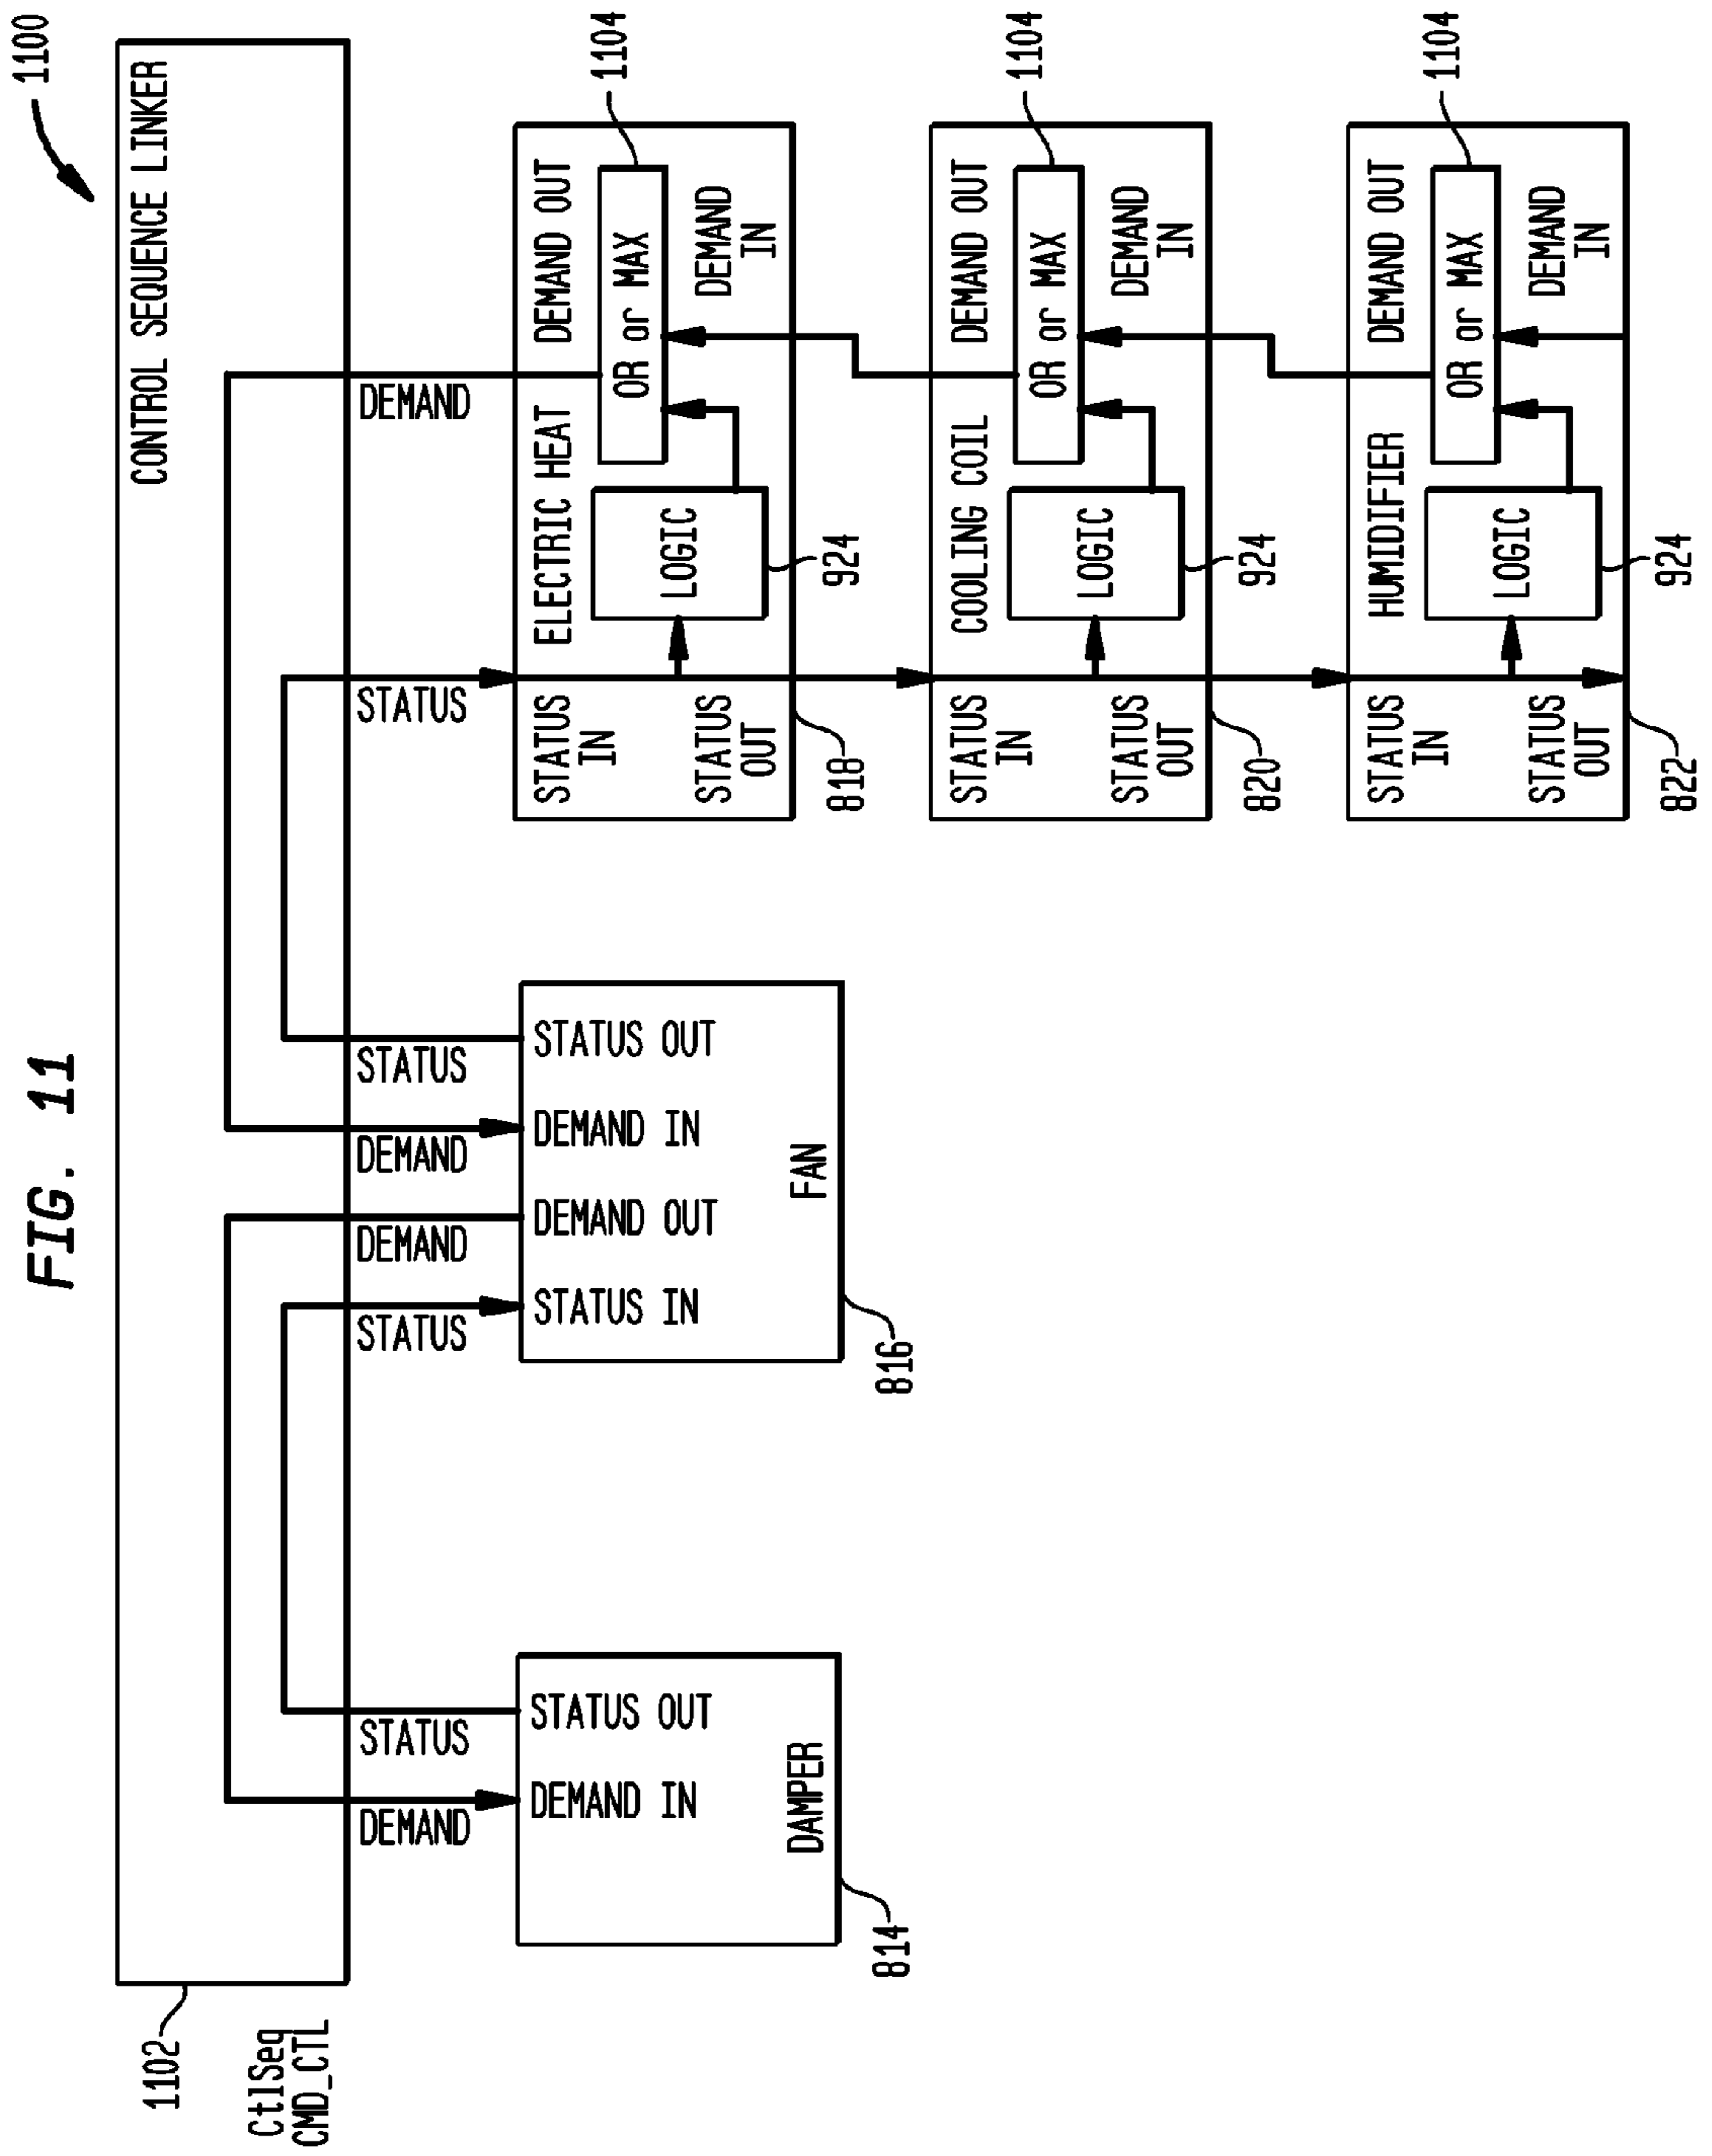 FIG. 11
1100
1102
CtlSeq
CMD_CTL
CONTROL SEQUENCE LINKER
DEMAND
STATUS
STATUS
DEMAND
DEMAND
STATUS
STATUS
DEMAND
DEMAND IN
STATUS OUT
DAMPER
814
STATUS IN
DEMAND OUT
DEMAND IN
STATUS OUT
FAN
816
STATUS
IN
ELECTRIC HEAT
DEMAND OUT
LOGIC
OR or MAX
STATUS
OUT
DEMAND
IN
818
924
1104
STATUS
IN
COOLING COIL
DEMAND OUT
LOGIC
OR or MAX
STATUS
OUT
DEMAND
IN
820
924
1104
STATUS
IN
HUMIDIFIER
DEMAND OUT
LOGIC
OR or MAX
STATUS
OUT
DEMAND
IN
822
924
1104